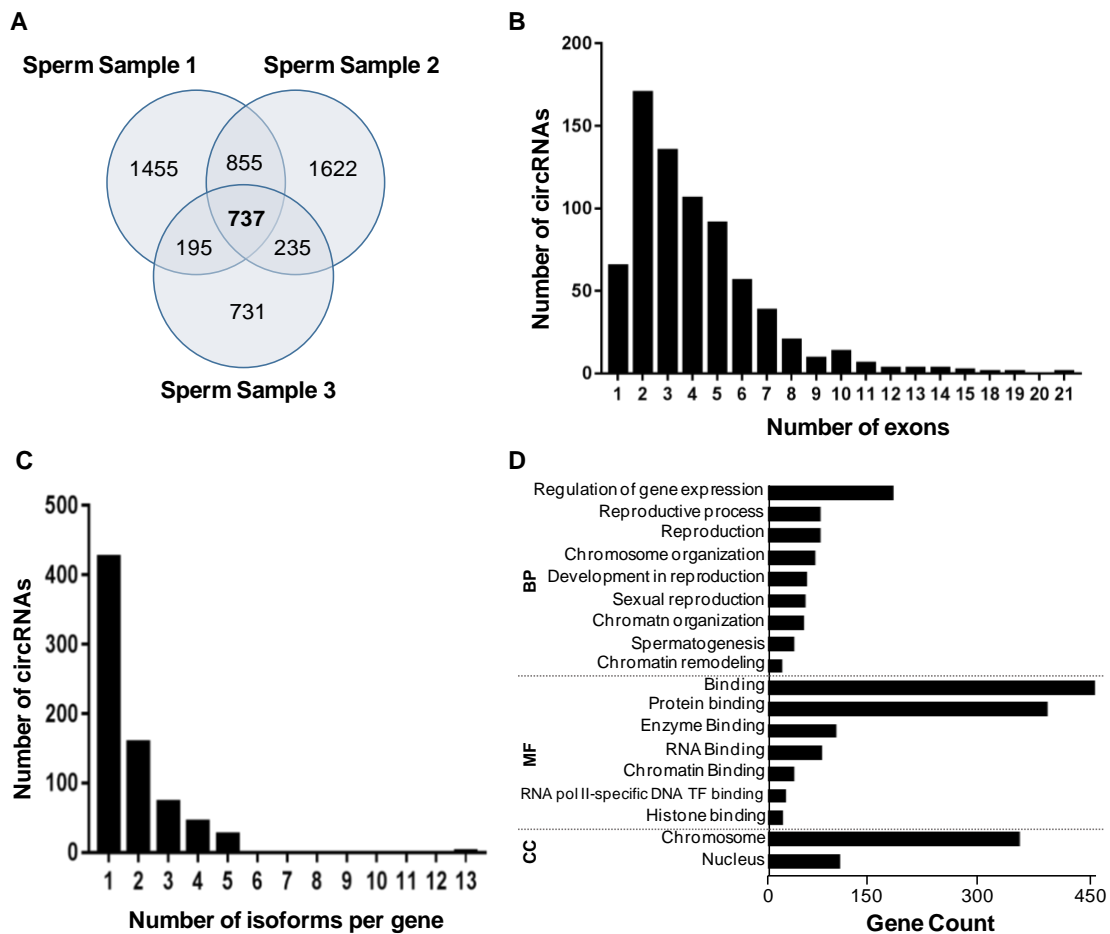 A
Sperm Sample 1
Sperm Sample 2
1455
855
1622
737
195
235
731
Sperm Sample 3
B
Number of circRNAs
200
150
100
50
0
1 2 3 4 5 6 7 8 9 10 11 12 13 14 15 18 19 20 21
Number of exons
C
Number of circRNAs
500
400
300
200
100
0
1 2 3 4 5 6 7 8 9 10 11 12 13
Number of isoforms per gene
D
BP
Regulation of gene expression
Reproductive process
Reproduction
Chromosome organization
Development in reproduction
Sexual reproduction
Chromatn organization
Spermatogenesis
Chromatin remodeling
MF
Binding
Protein binding
Enzyme Binding
RNA Binding
Chromatin Binding
RNA pol II-specific DNA TF binding
Histone binding
CC
Chromosome
Nucleus
0 150 300 450
Gene Count